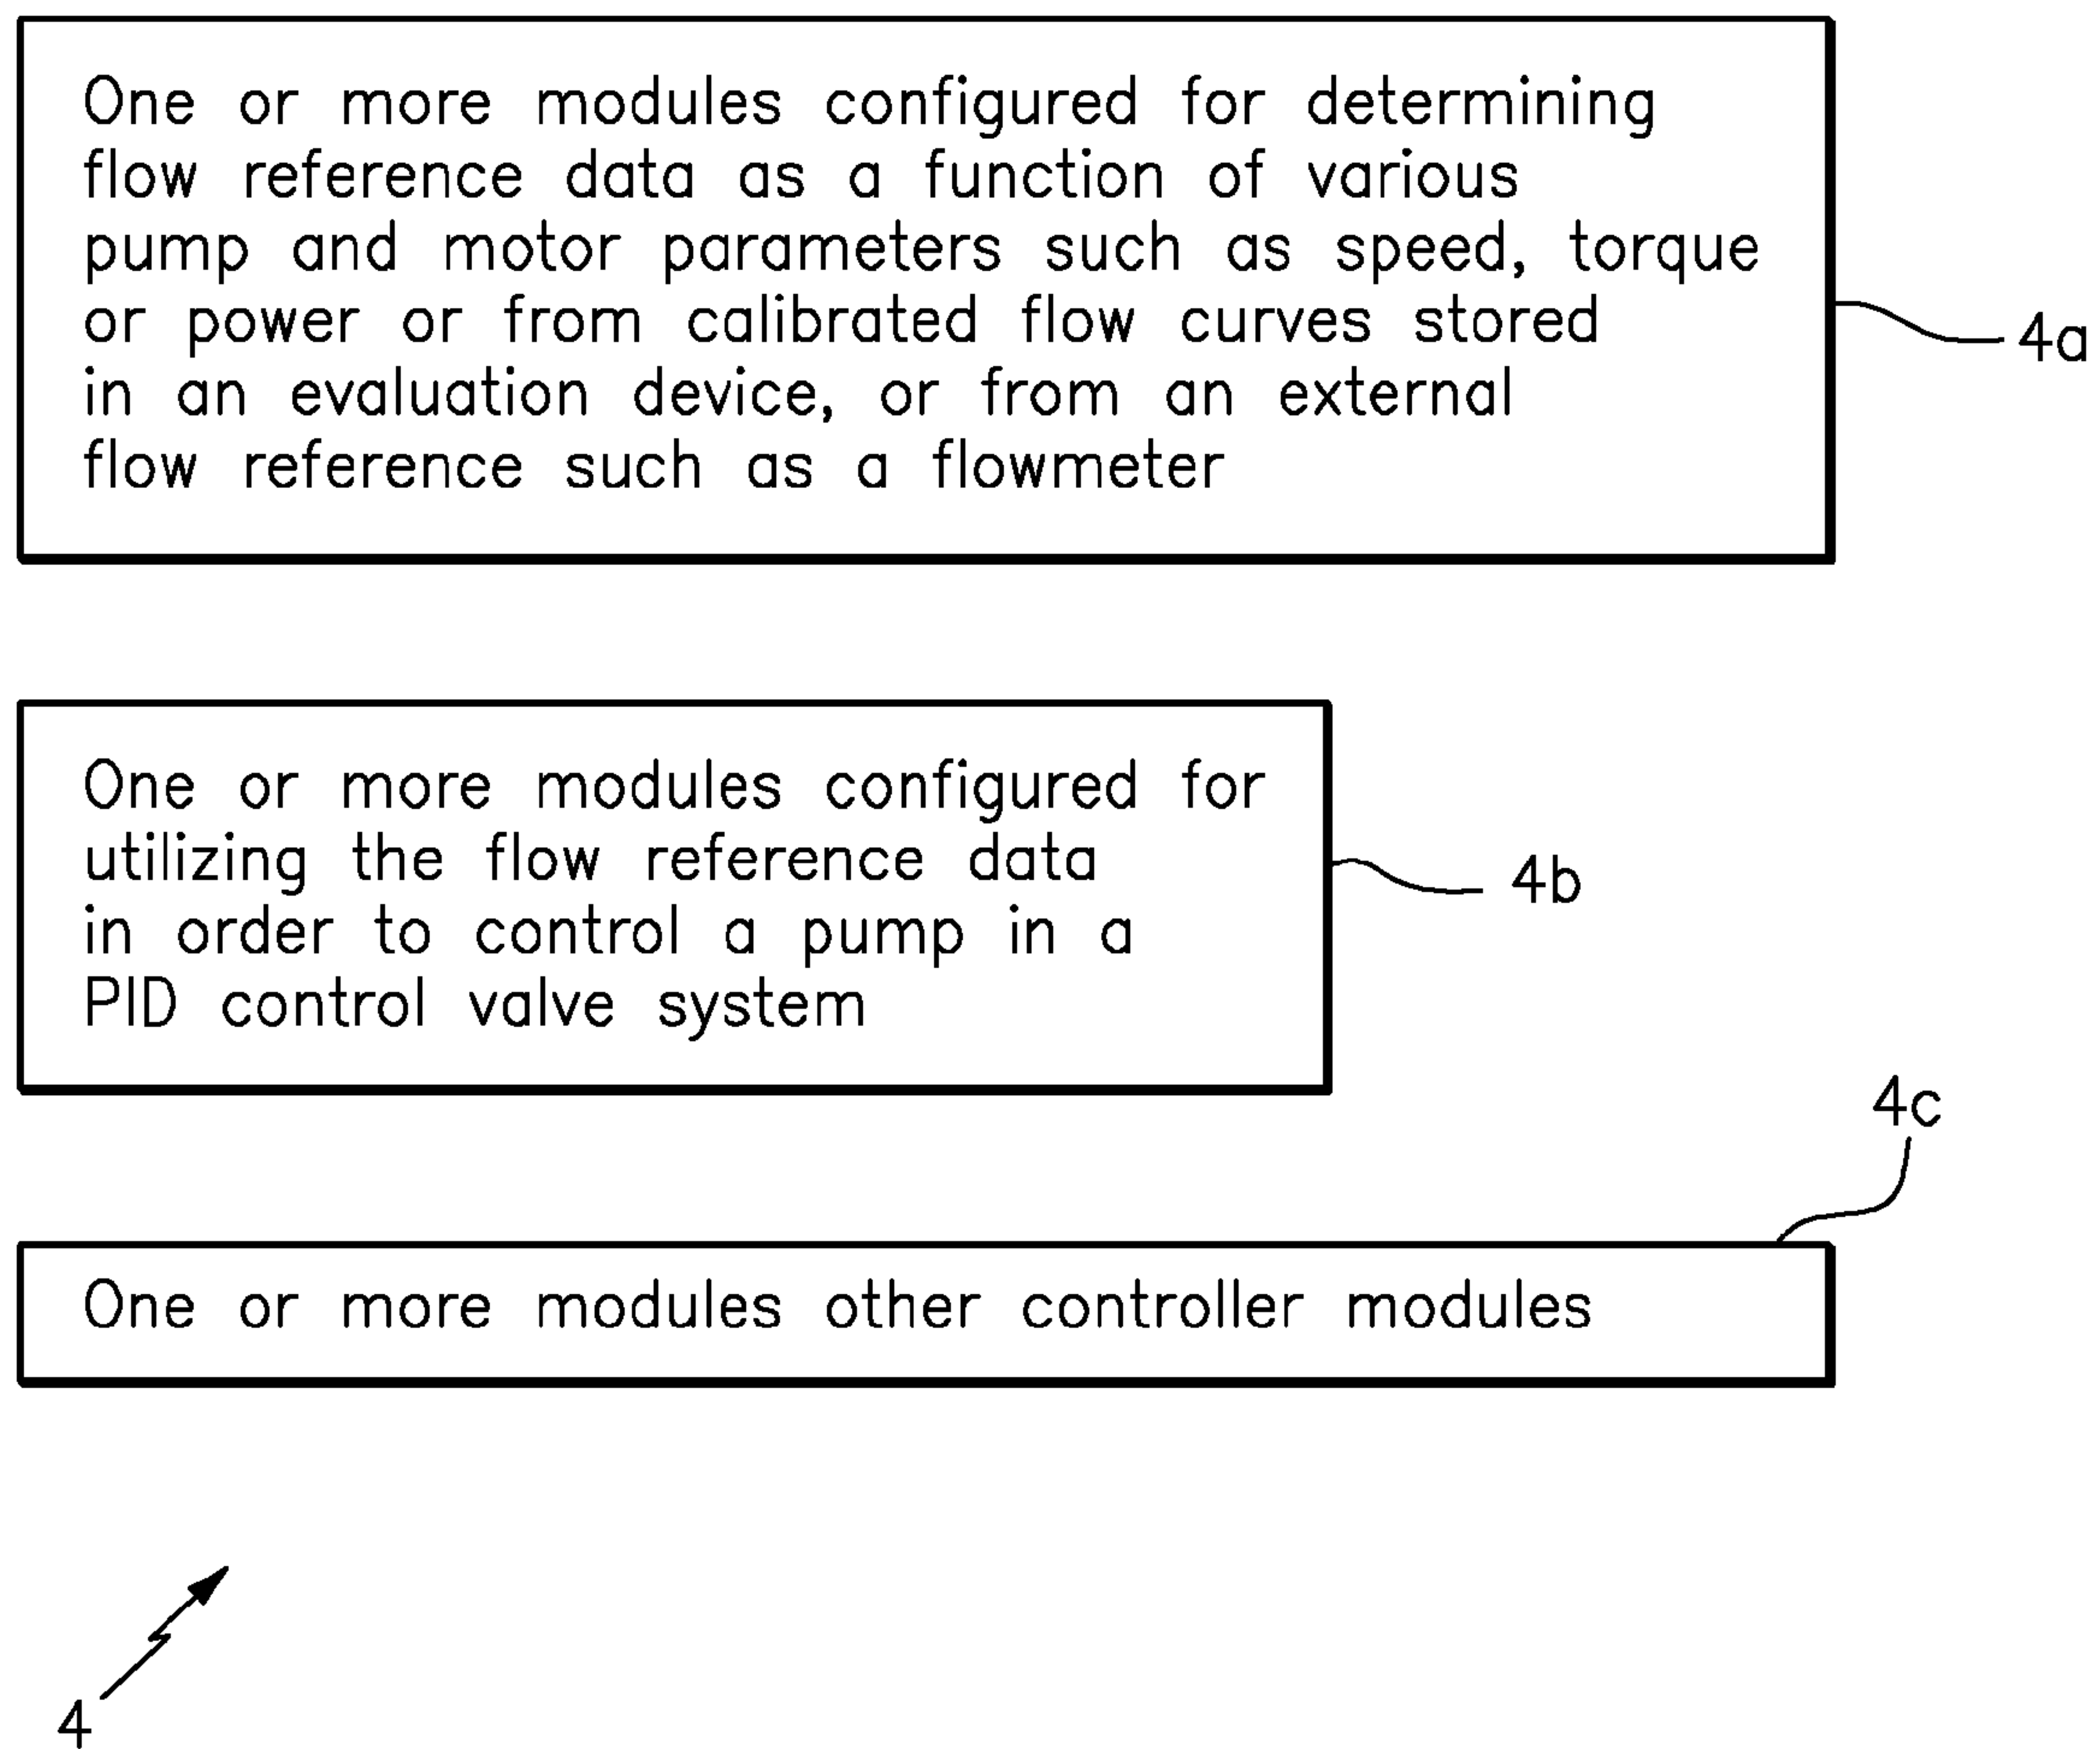 One or more modules configured for determining
flow reference data as a function of various
pump and motor parameters such as speed, torque
or power or from calibrated flow curves stored
in an evaluation device, or from an external
flow reference such as a flowmeter
4a
One or more modules configured for
utilizing the flow reference data
in order to control a pump in a
PID control valve system
4b
4c
One or more modules other controller modules
4